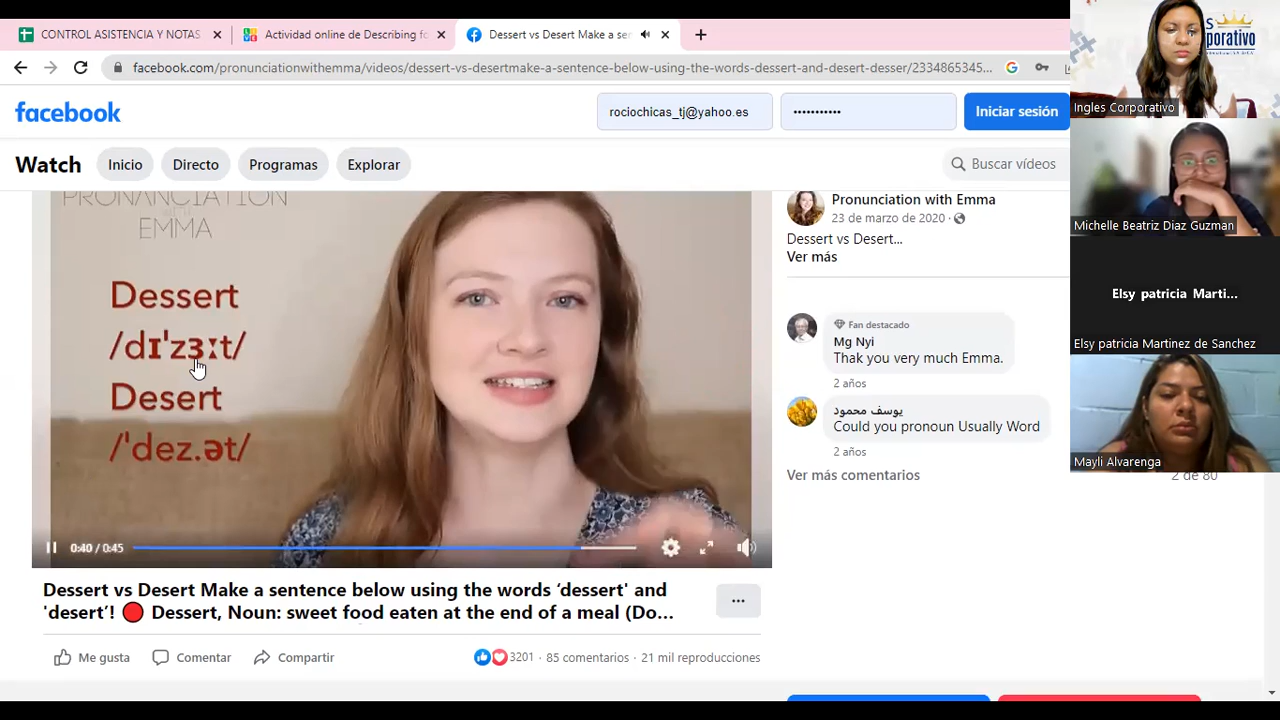 CONTROL ASISTENCIA Y NOTAS
Actividad online de Describing fo
Dessert vs Desert Make a se
facebook.com/pronunciationwithemma/videos/dessert-vs-desertmake-a-sentence-below-using-the-words-dessert-and-desert-desser/2334865345...
facebook
rociochicas_tj@yahoo.es
•••••••••••
Iniciar sesión
Watch
Inicio
Directo
Programas
Explorar
Buscar vídeos
PRONANCIATION
EMMA
Dessert
/dɪˈzɜːt/
Desert
/ˈdez.ət/
0:40 / 0:45
Dessert vs Desert Make a sentence below using the words ‘dessert' and
'desert’! 🔴 Dessert, Noun: sweet food eaten at the end of a meal (Do...
Me gusta
Comentar
Compartir
3201 · 85 comentarios · 21 mil reproducciones
Pronunciation with Emma
23 de marzo de 2020 ·
Dessert vs Desert...
Ver más
Fan destacado
Mg Nyi
Thak you very much Emma.
2 años
يوسف محمود
Could you pronoun Usually Word
2 años
Ver más comentarios
2 de 80
orporativo
Ingles Corporativo
Michelle Beatriz Diaz Guzman
Elsy patricia Marti...
Elsy patricia Martinez de Sanchez
Mayli Alvarenga